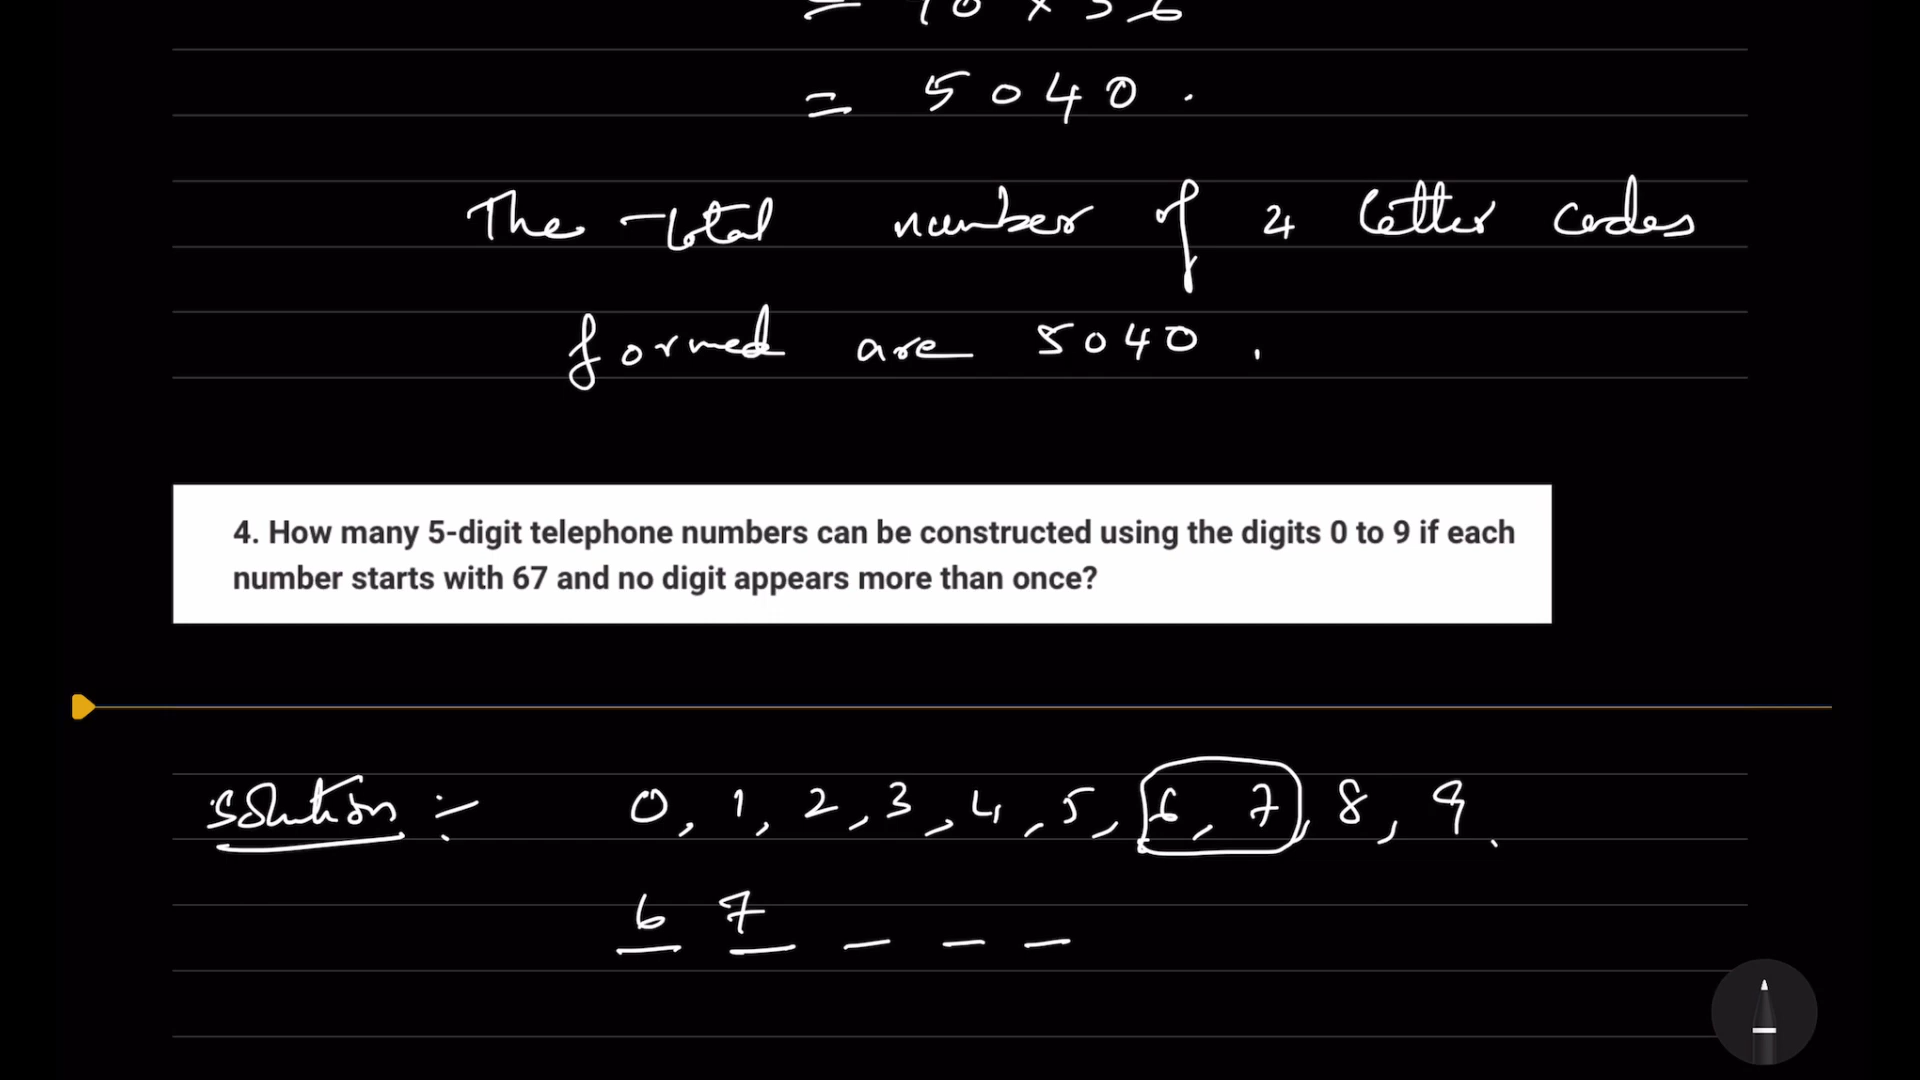 = 5040.
The total number of 4 letter codes
formed are 5040.
4. How many 5-digit telephone numbers can be constructed using the digits 0 to 9 if each
number starts with 67 and no digit appears more than once?
solution :- 0, 1, 2, 3, 4, 5, 6, 7, 8, 9.
6 7 _ _ _